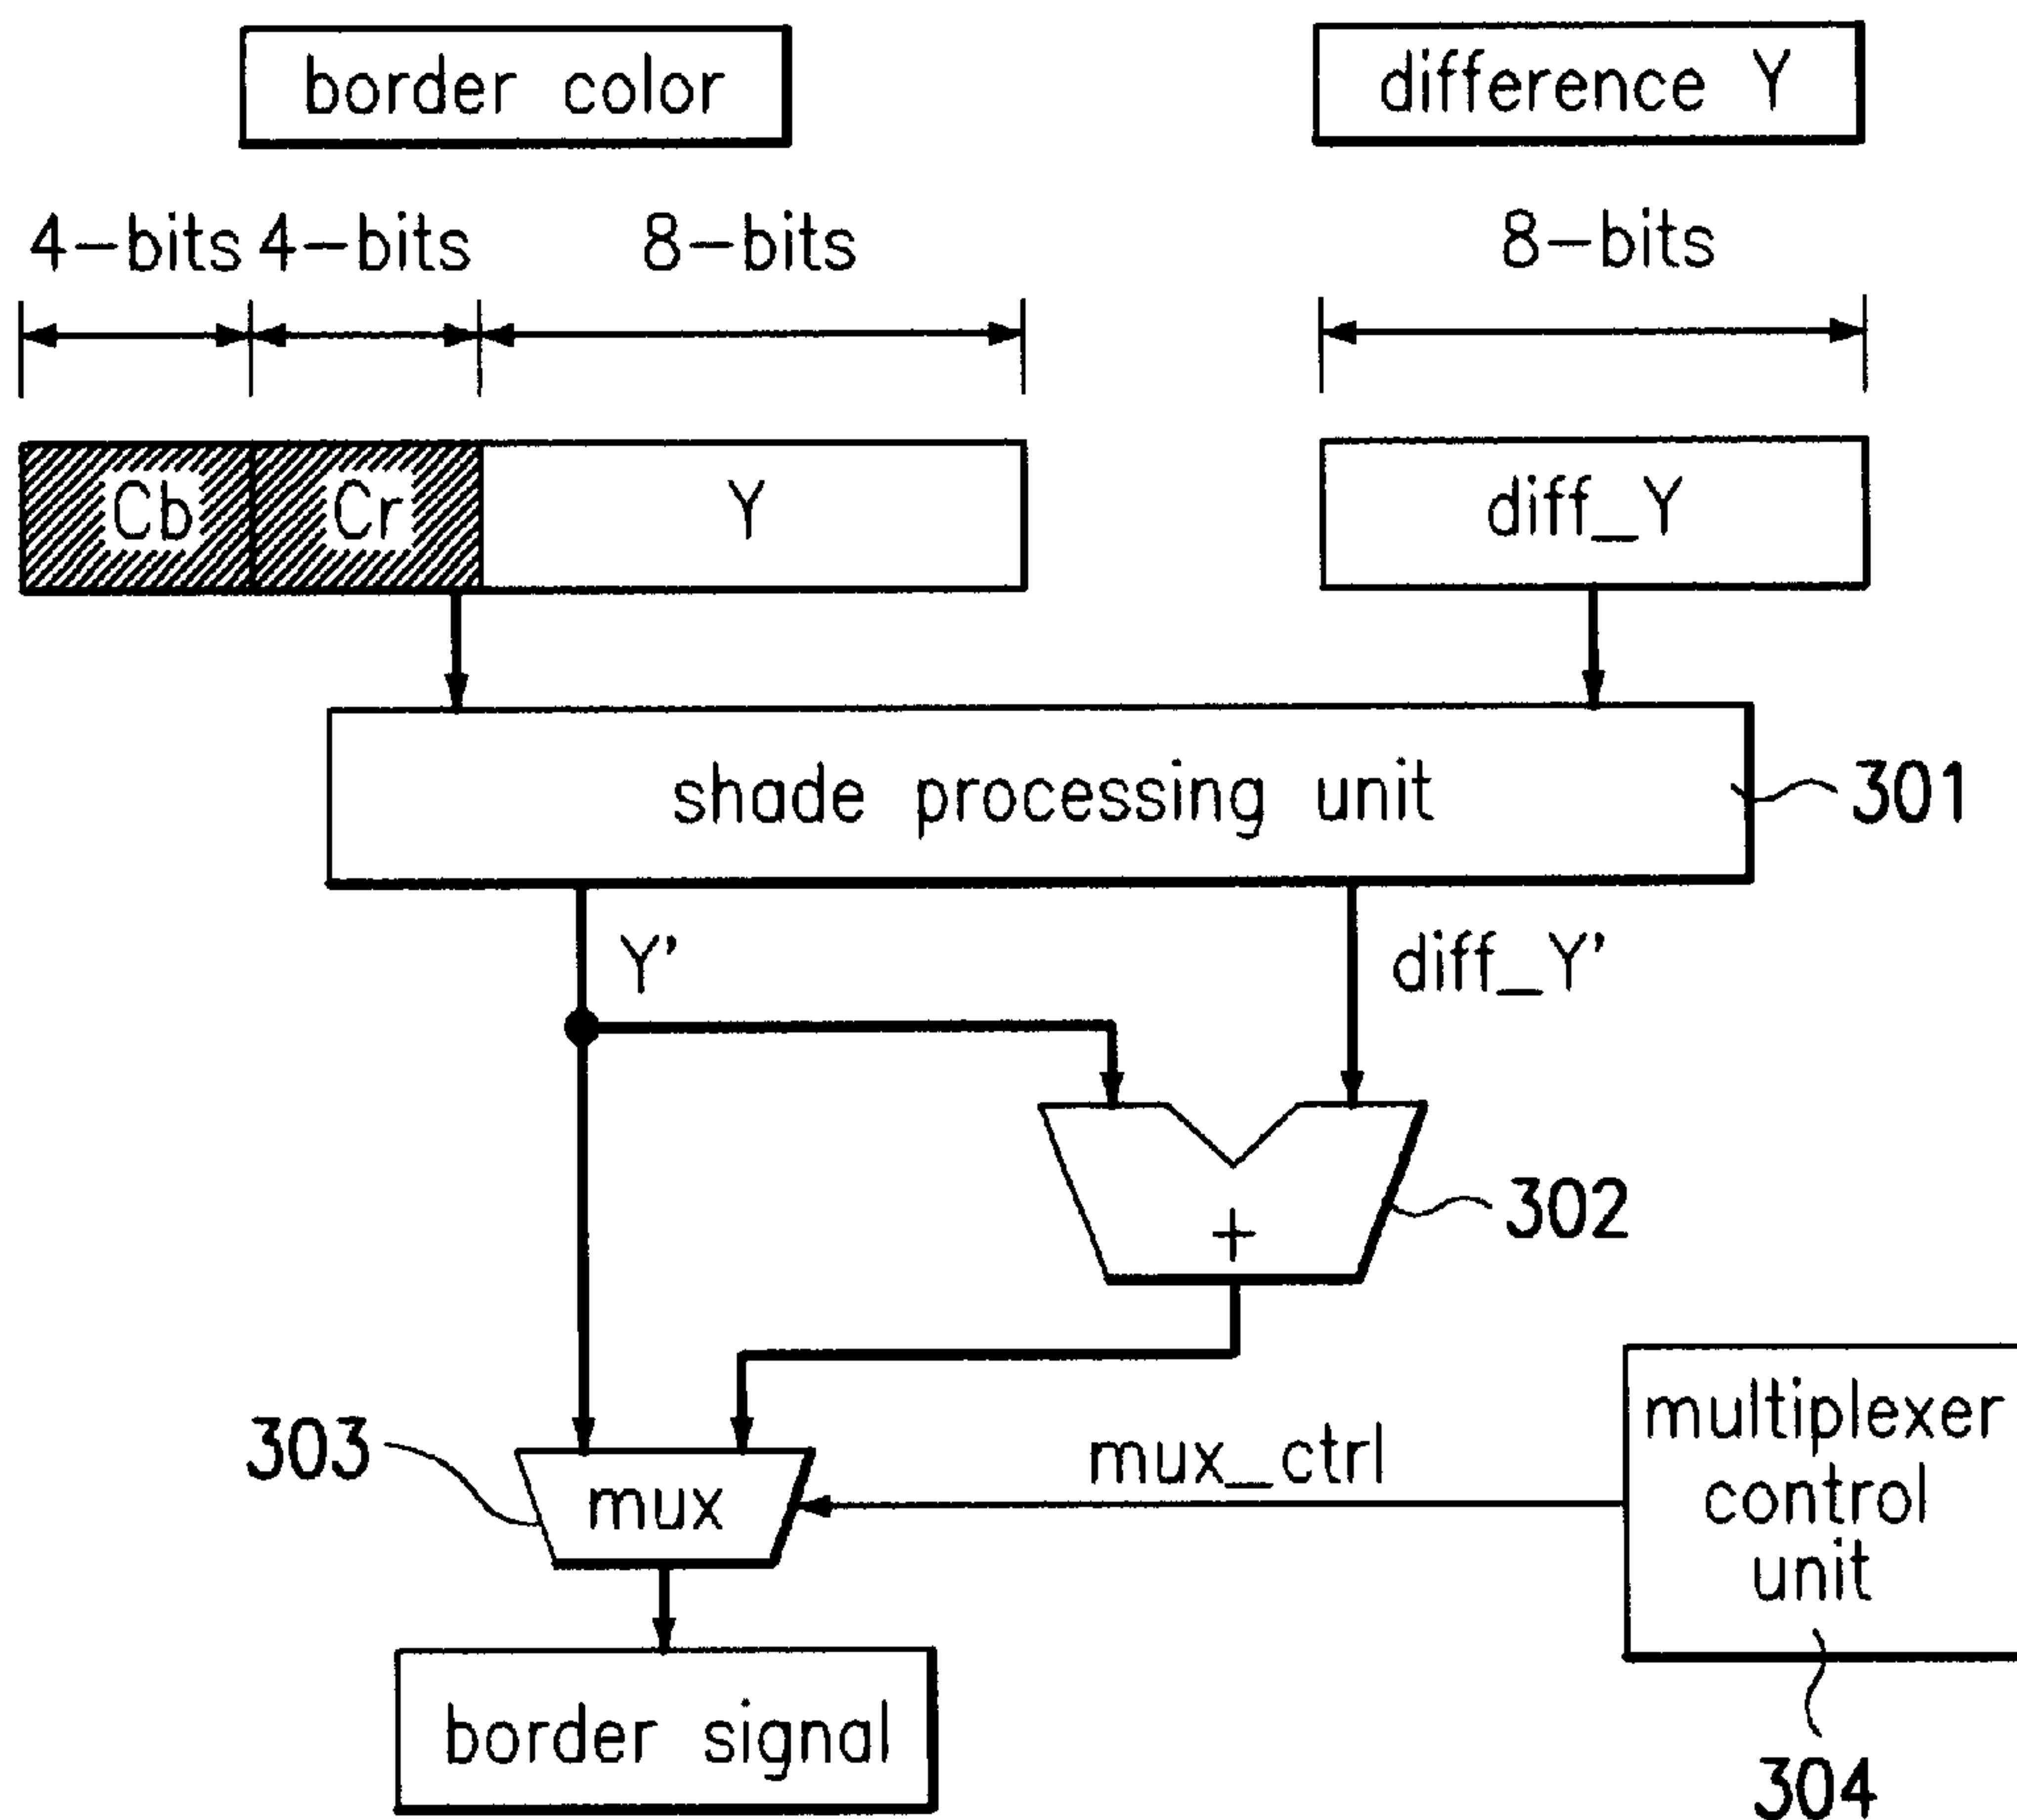 border color
difference Y
4-bits 4-bits 8-bits
8-bits
Cb Cr Y
diff_Y
shade processing unit
301
Y'
diff_Y'
302
+
303
mux
mux_ctrl
multiplexer
control
unit
border signal
304